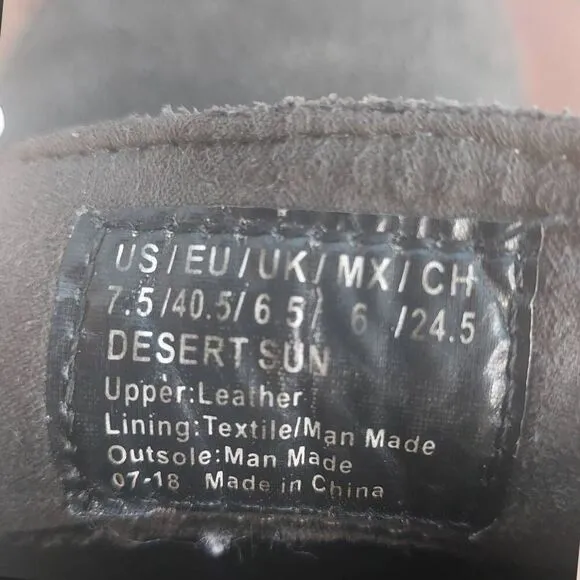 US/EU/UK/MX/CH
7.5/40.5/6 5/ 6 /24.5
DESERT SUN
Upper:Leather
Lining:Textile/Man Made
Outsole:Man Made
07-18 Made in China